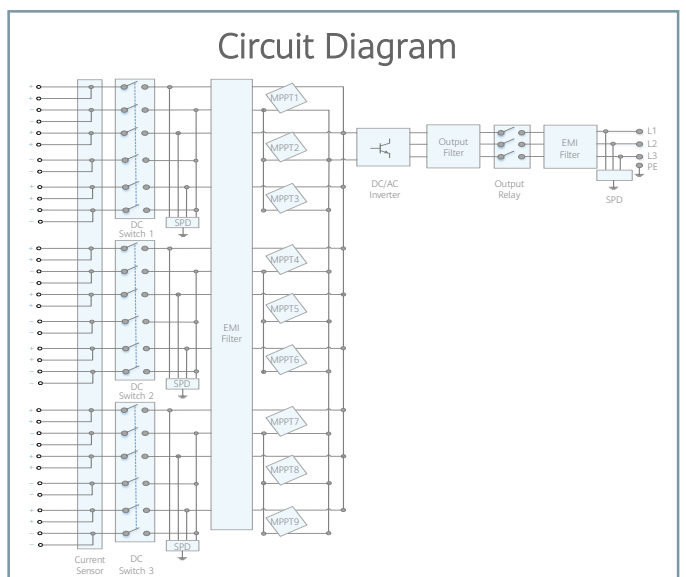 Circuit Diagram
MPPT1
MPPT2
MPPT3
SPD
DC
Switch 1
MPPT4
MPPT5
MPPT6
SPD
DC
Switch 2
MPPT7
MPPT8
MPPT9
SPD
Current
Sensor
DC
Switch 3
EMI
Filter
DC/AC
Inverter
Output
Filter
Output
Relay
EMI
Filter
L1
L2
L3
PE
SPD